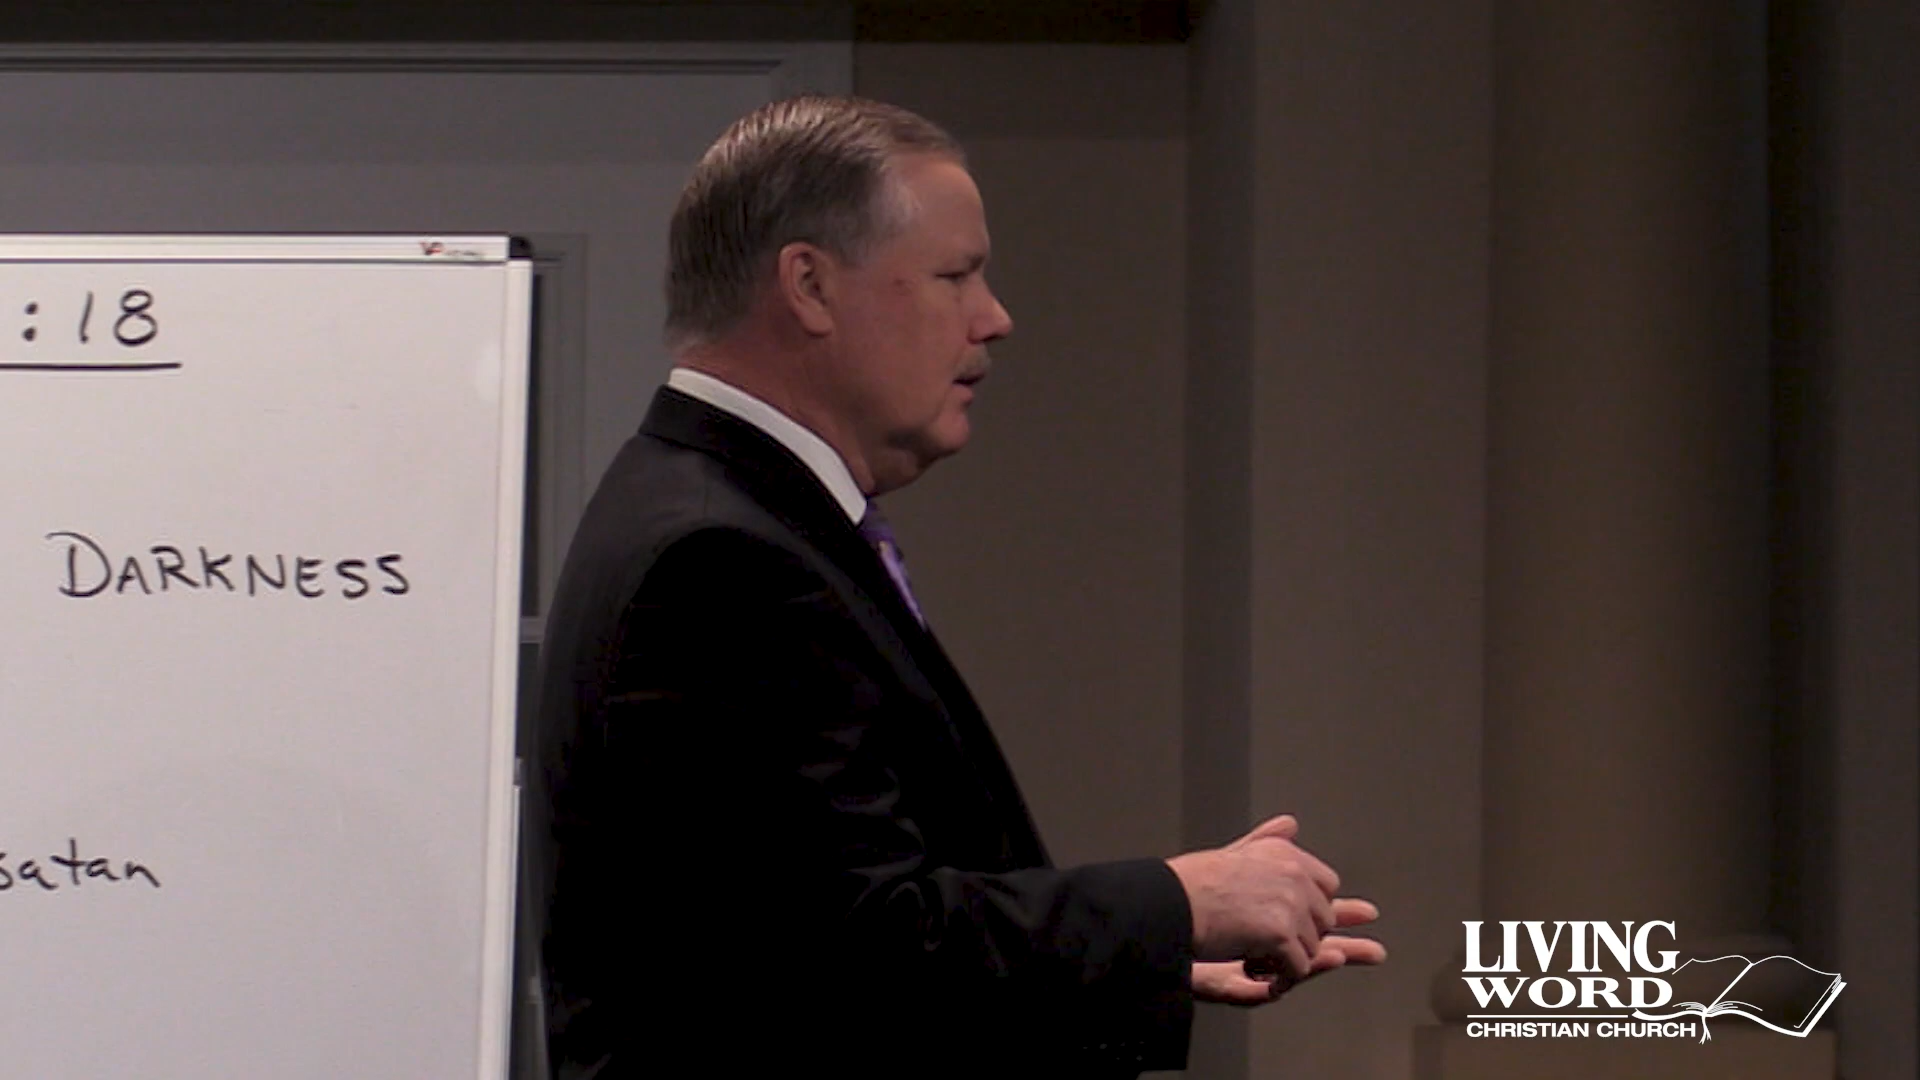 :18
DARKNESS
satan
LIVING
WORD
CHRISTIAN CHURCH